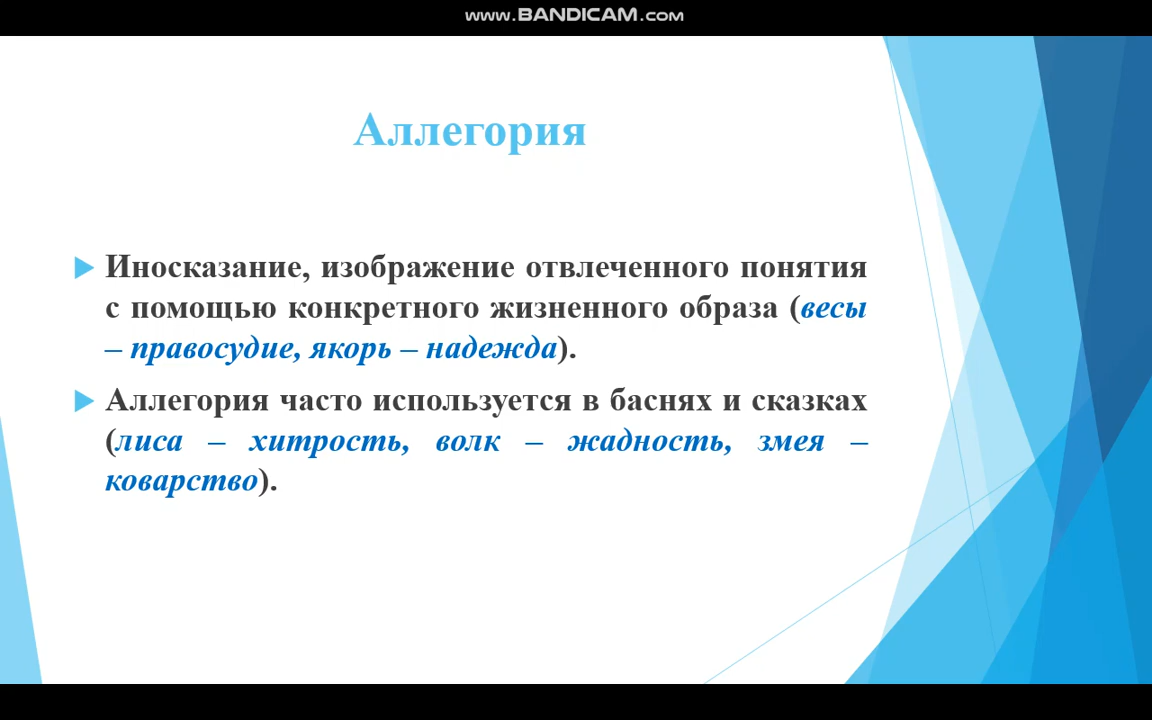 www.BANDICAM.com
Аллегория
Иносказание, изображение отвлеченного понятия
с помощью конкретного жизненного образа (весы
– правосудие, якорь – надежда).
Аллегория часто используется в баснях и сказках
(лиса – хитрость, волк – жадность, змея –
коварство).